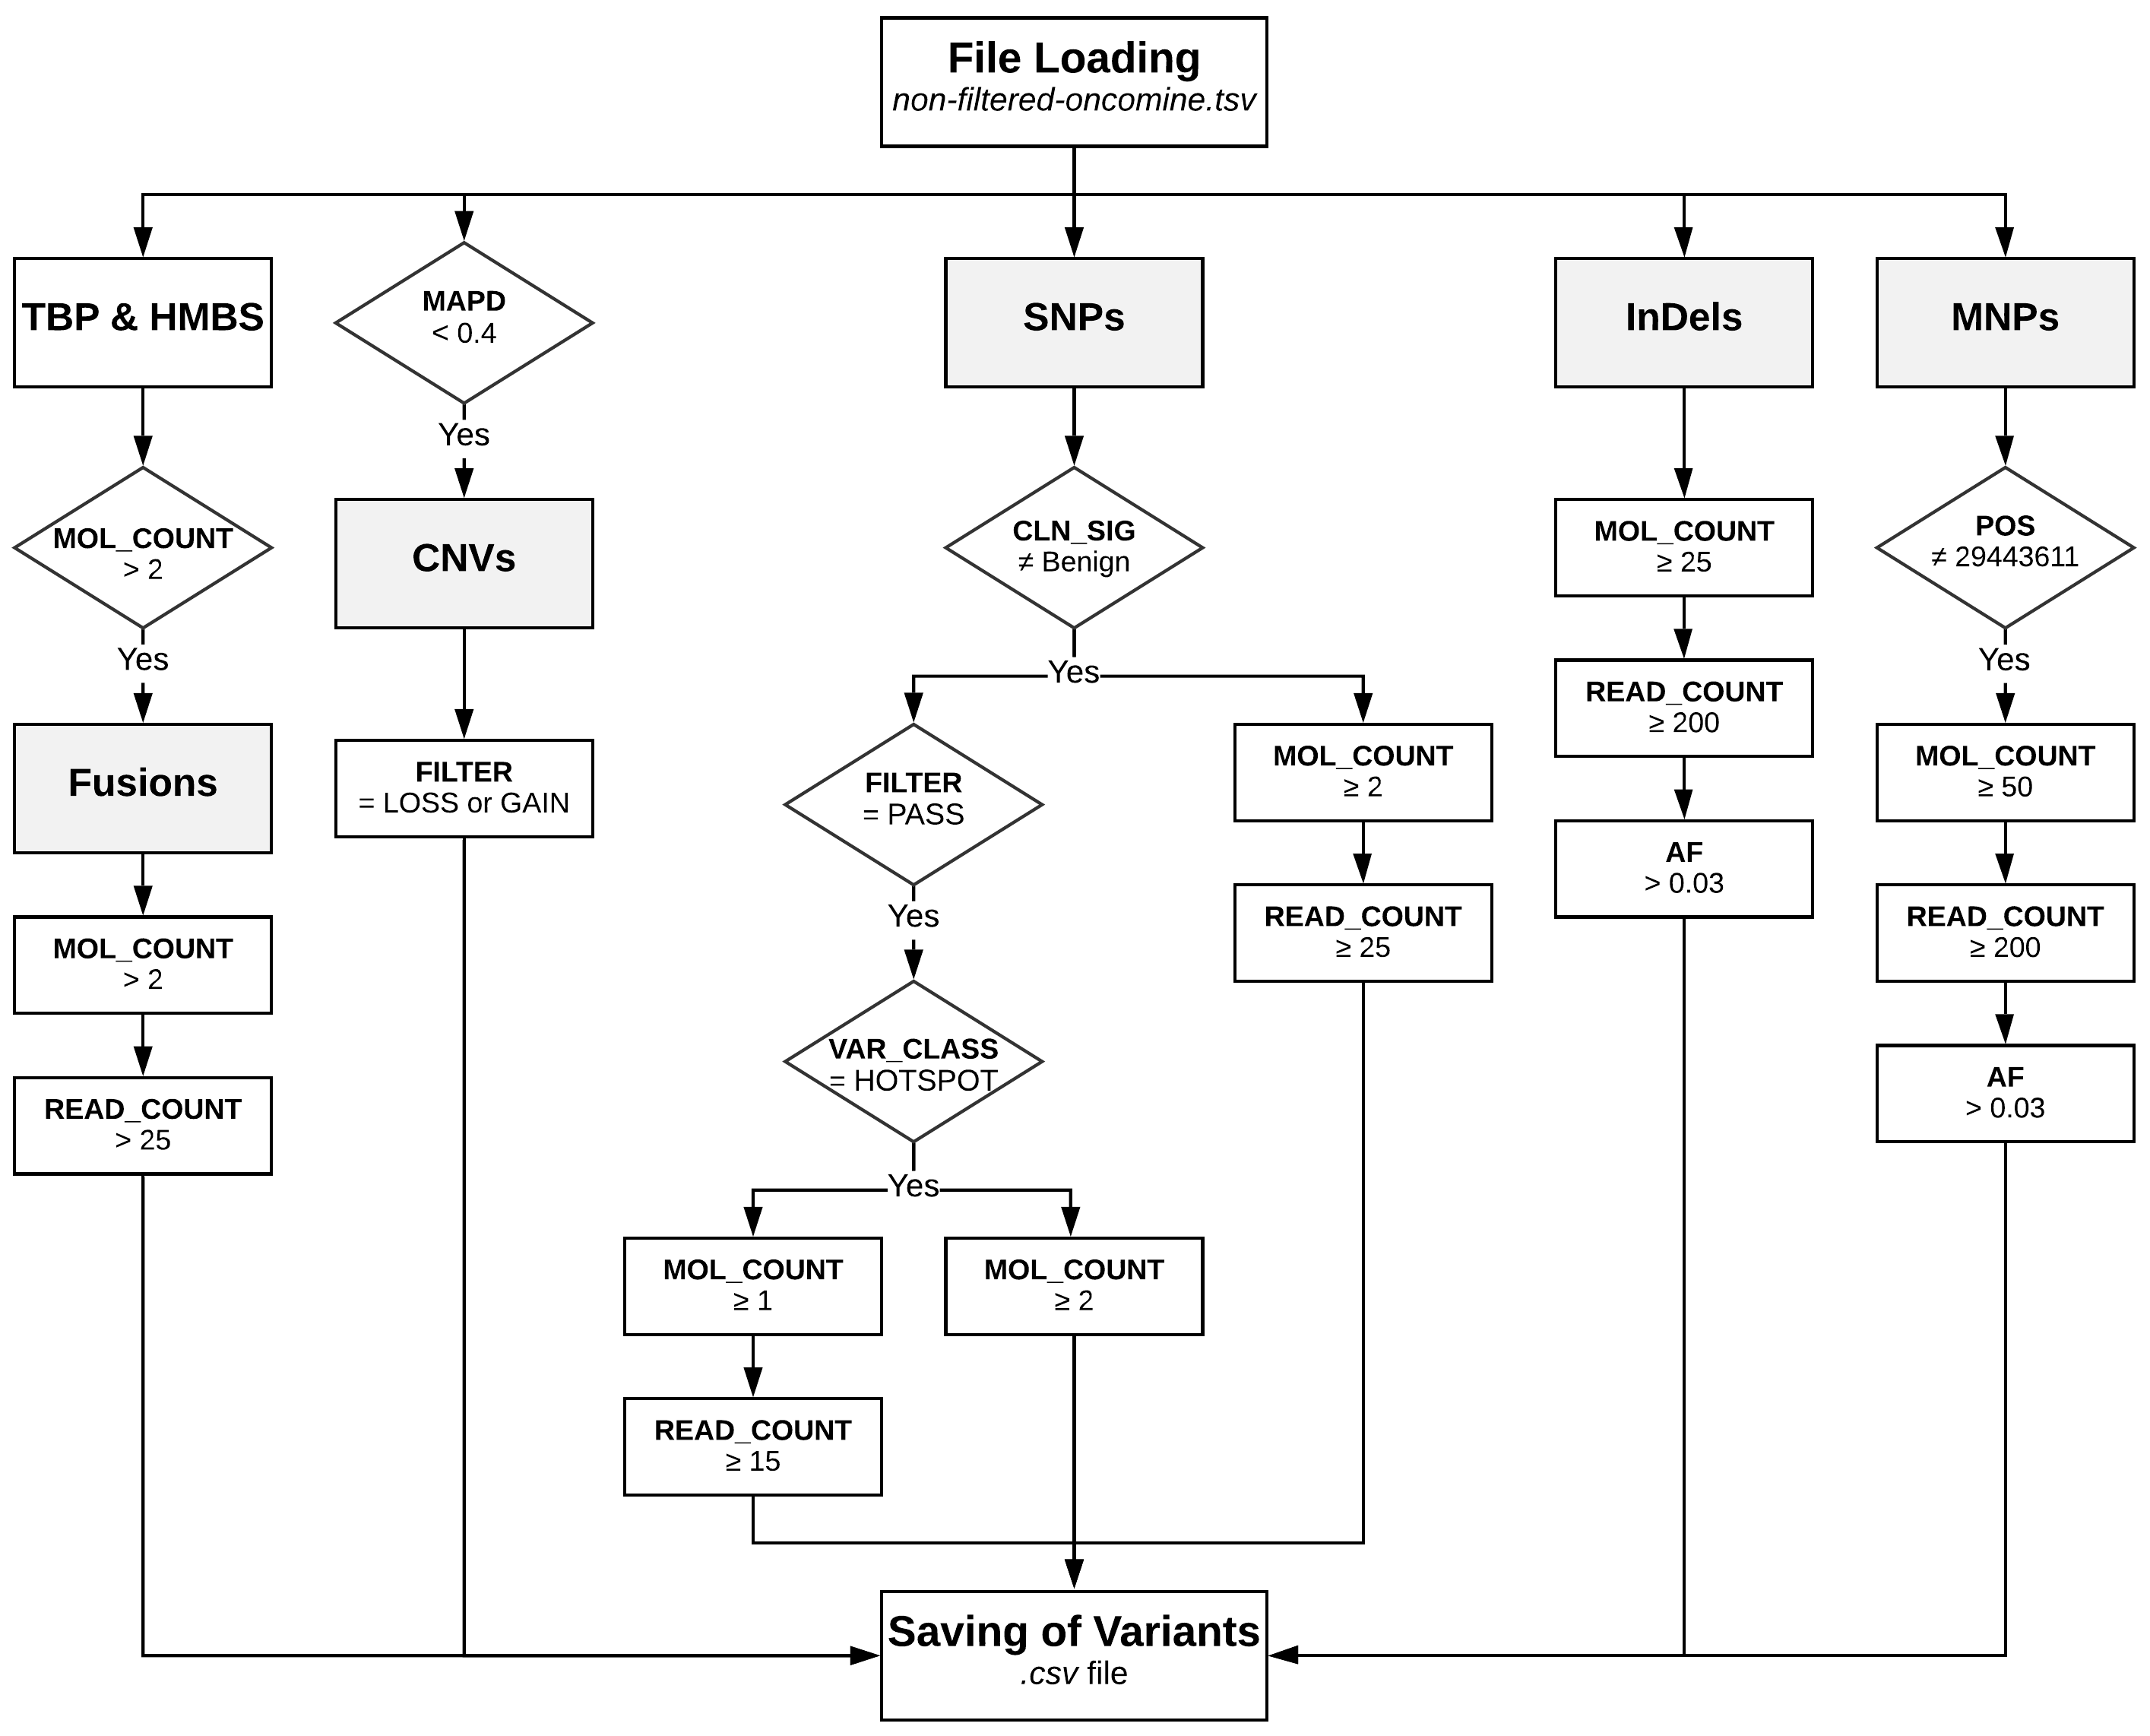 File Loading
non-filtered-oncomine.tsv
TBP & HMBS
MAPD
< 0.4
SNPs
InDels
MNPs
Yes
MOL_COUNT
> 2
CNVs
CLN_SIG
≠ Benign
MOL_COUNT
≥ 25
POS
≠ 29443611
Yes
Yes
READ_COUNT
≥ 200
Yes
Fusions
FILTER
= LOSS or GAIN
FILTER
= PASS
MOL_COUNT
≥ 2
AF
> 0.03
MOL_COUNT
≥ 50
Yes
MOL_COUNT
> 2
READ_COUNT
≥ 25
READ_COUNT
≥ 200
READ_COUNT
> 25
VAR_CLASS
= HOTSPOT
AF
> 0.03
Yes
MOL_COUNT
≥ 1
MOL_COUNT
≥ 2
READ_COUNT
≥ 15
Saving of Variants
.csv file